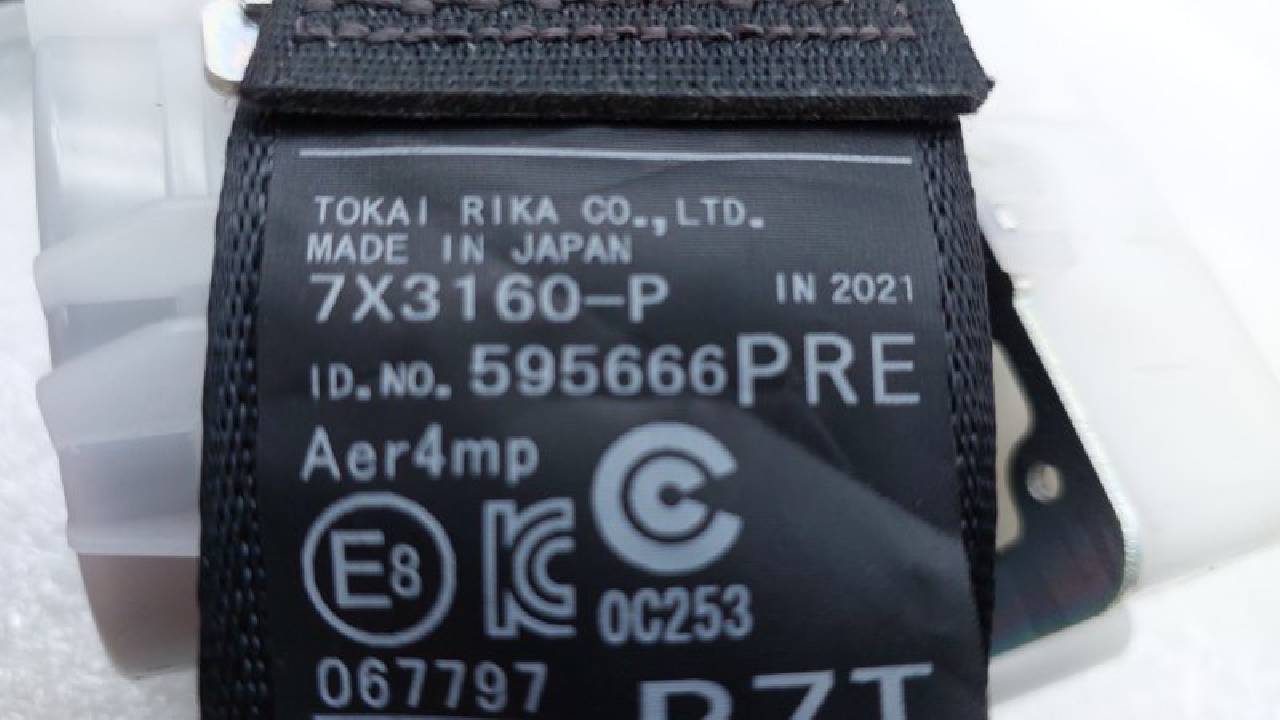 TOKAI RIKA CO.,LTD.
MADE IN JAPAN
7X3160-P IN 2021
ID.NO. 595666PRE
Aer4mp
E8
0C253
067797